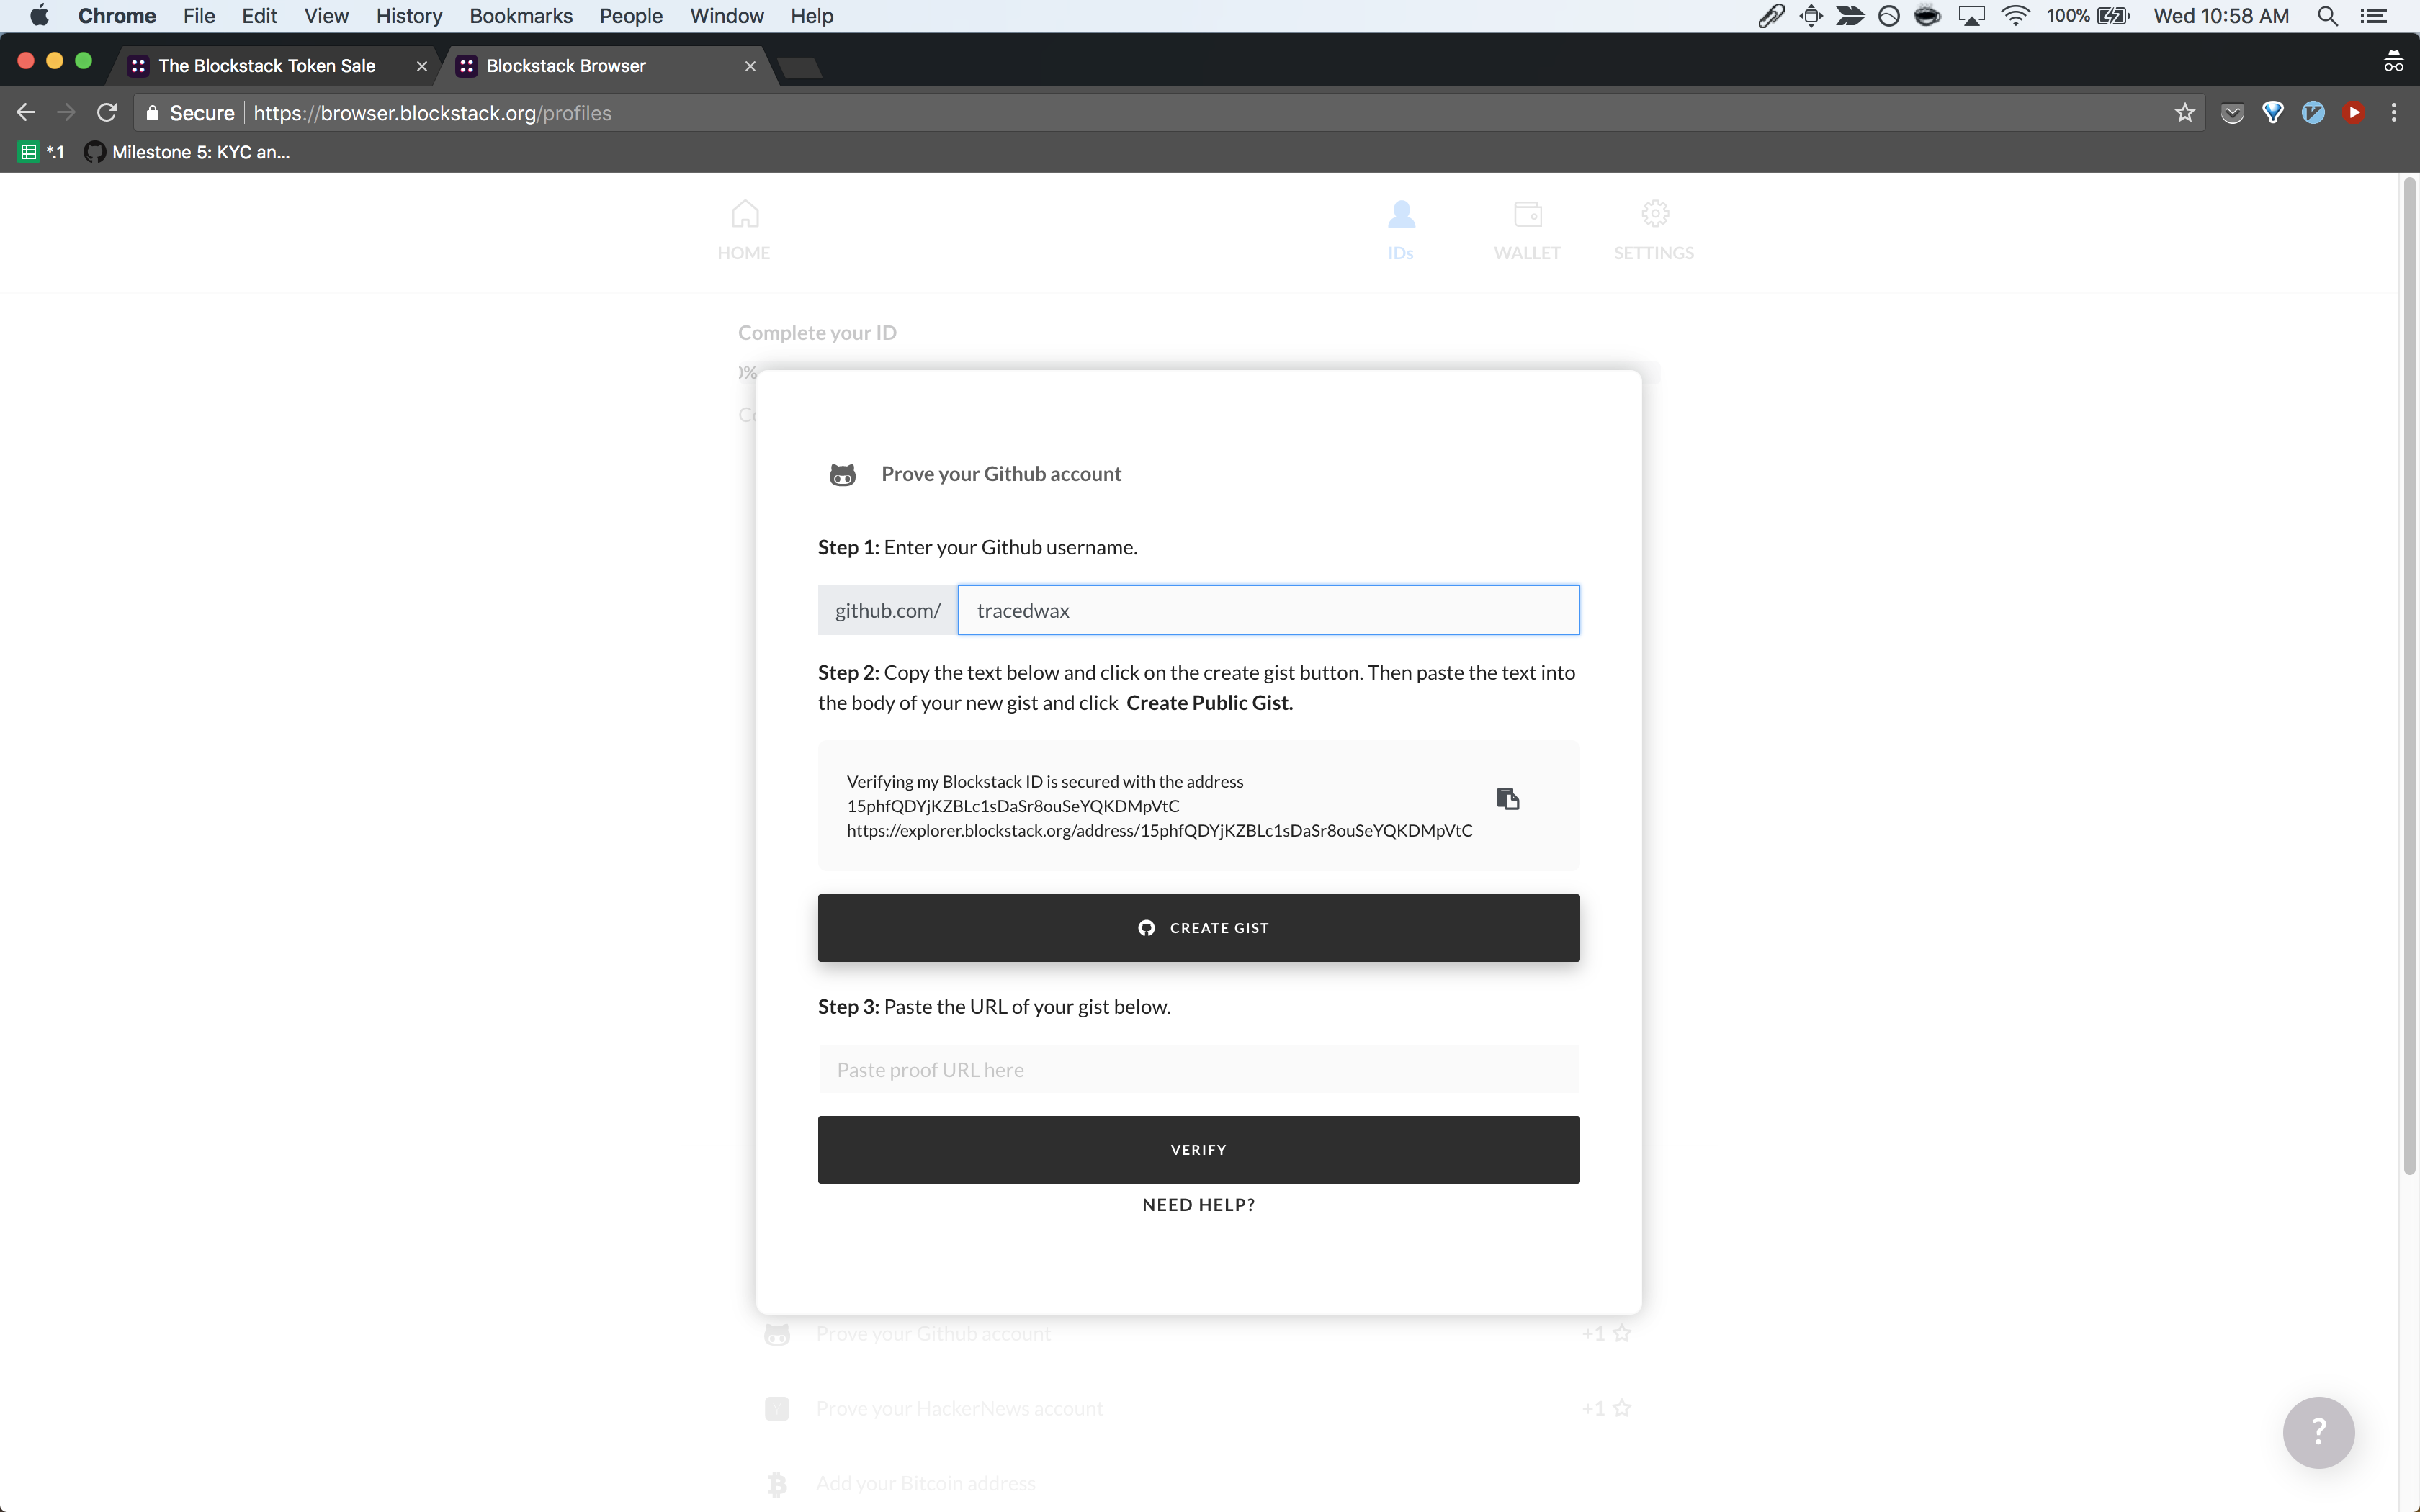 Chrome File Edit View History Bookmarks People Window Help 100% Wed 10:58 AM
The Blockstack Token Sale Blockstack Browser
Secure https://browser.blockstack.org/profiles
*.1 Milestone 5: KYC an...
HOME IDs WALLET SETTINGS
Complete your ID
Prove your Github account
Step 1: Enter your Github username.
github.com/ tracedwax
Step 2: Copy the text below and click on the create gist button. Then paste the text into
the body of your new gist and click Create Public Gist.
Verifying my Blockstack ID is secured with the address
15phfQDYjKZBLc1sDaSr8ouSeYQKDMpVtC
https://explorer.blockstack.org/address/15phfQDYjKZBLc1sDaSr8ouSeYQKDMpVtC
CREATE GIST
Step 3: Paste the URL of your gist below.
Paste proof URL here
VERIFY
NEED HELP?
Prove your Github account +1
Prove your HackerNews account +1
?
Add your Bitcoin address